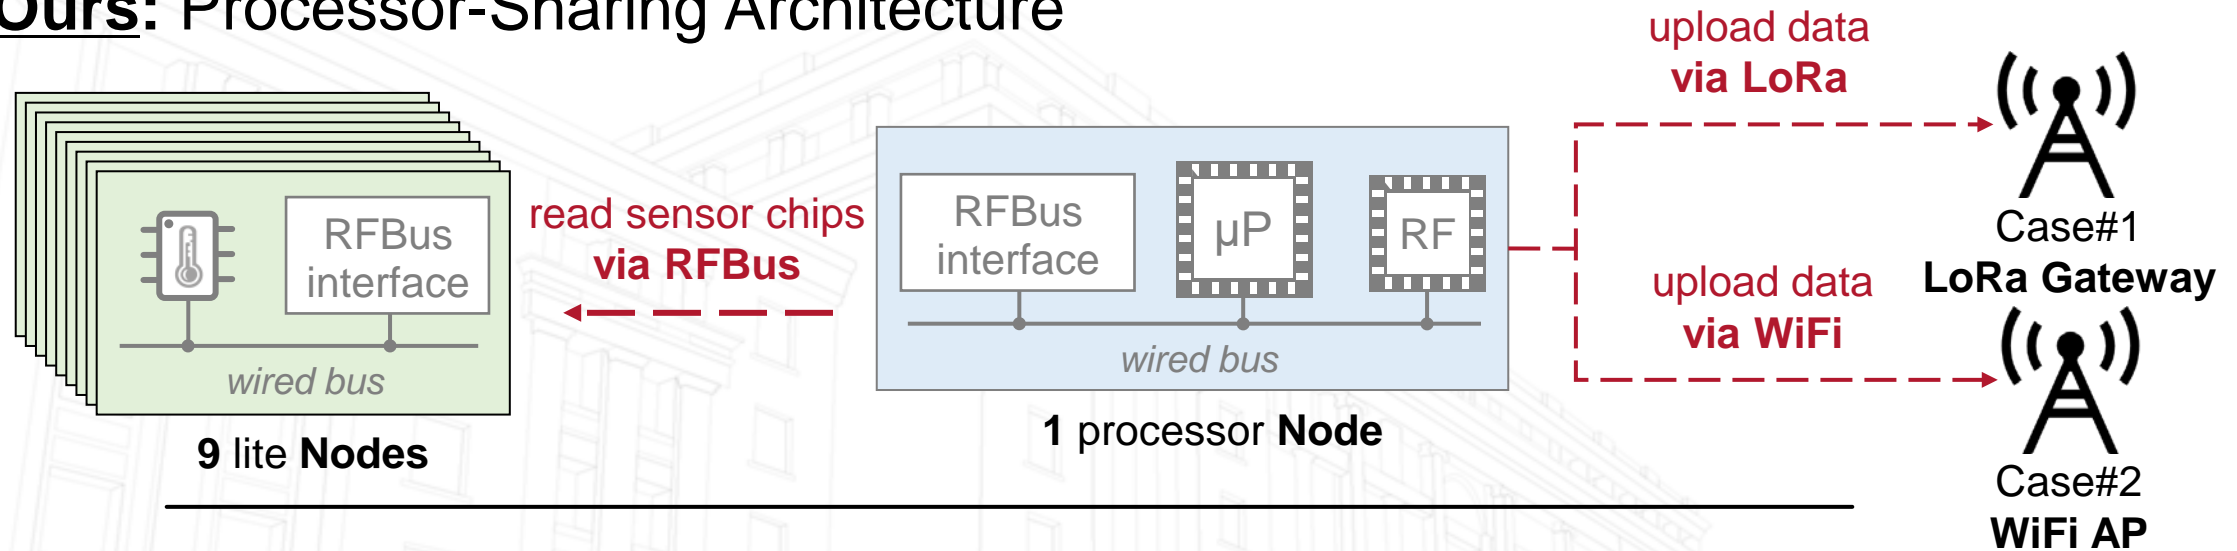 Ours: Processor-Sharing Architecture
upload data
via LoRa
RFBus
interface
wired bus
9 lite Nodes
read sensor chips
via RFBus
RFBus
interface
µP
RF
wired bus
1 processor Node
Case#1
LoRa Gateway
upload data
via WiFi
Case#2
WiFi AP